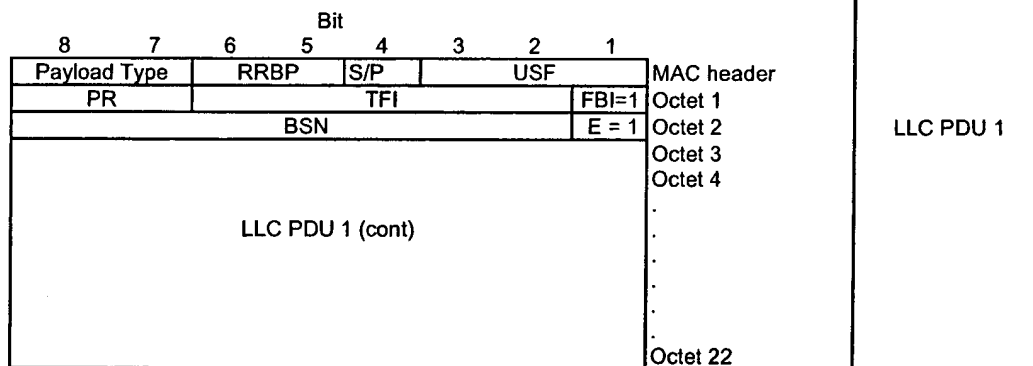 Bit
8 7 6 5 4 3 2 1
Payload Type RRBP S/P USF MAC header
PR TFI FBI=1 Octet 1
BSN E = 1 Octet 2
Octet 3
Octet 4
LLC PDU 1 (cont)
.
.
.
.
.
.
Octet 22
LLC PDU 1